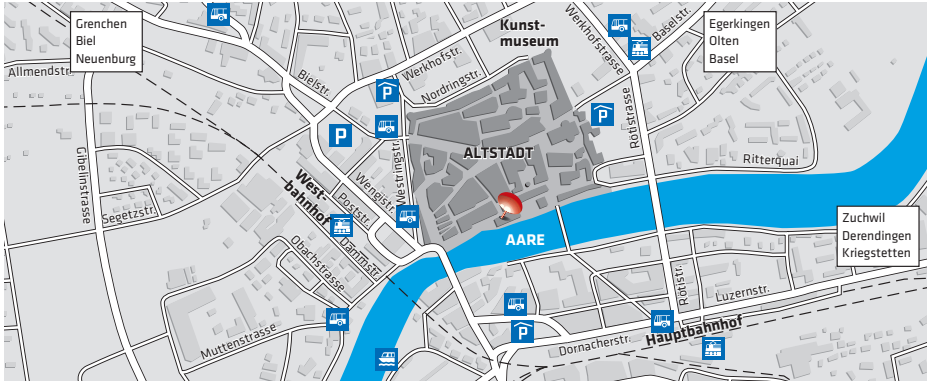 Grenchen
Biel
Neuenburg
Kunst-
museum
Werkhofstrasse
Baselstr.
Egerkingen
Olten
Basel
Allmendstr.
Bielstr.
Werkhofstr.
Nordringstr.
P
P
P
Rötistrasse
Gibelinstrasse
Westringstr.
ALTSTADT
Ritterquai
West-
bahnhof
Wengistr.
Segetzstr.
Poststr.
Dammstr.
Obachstrasse
AARE
Zuchwil
Derendingen
Kriegstetten
Rötistr.
Luzernstr.
Muttenstrasse
P
Dornacherstr.
Hauptbahnhof